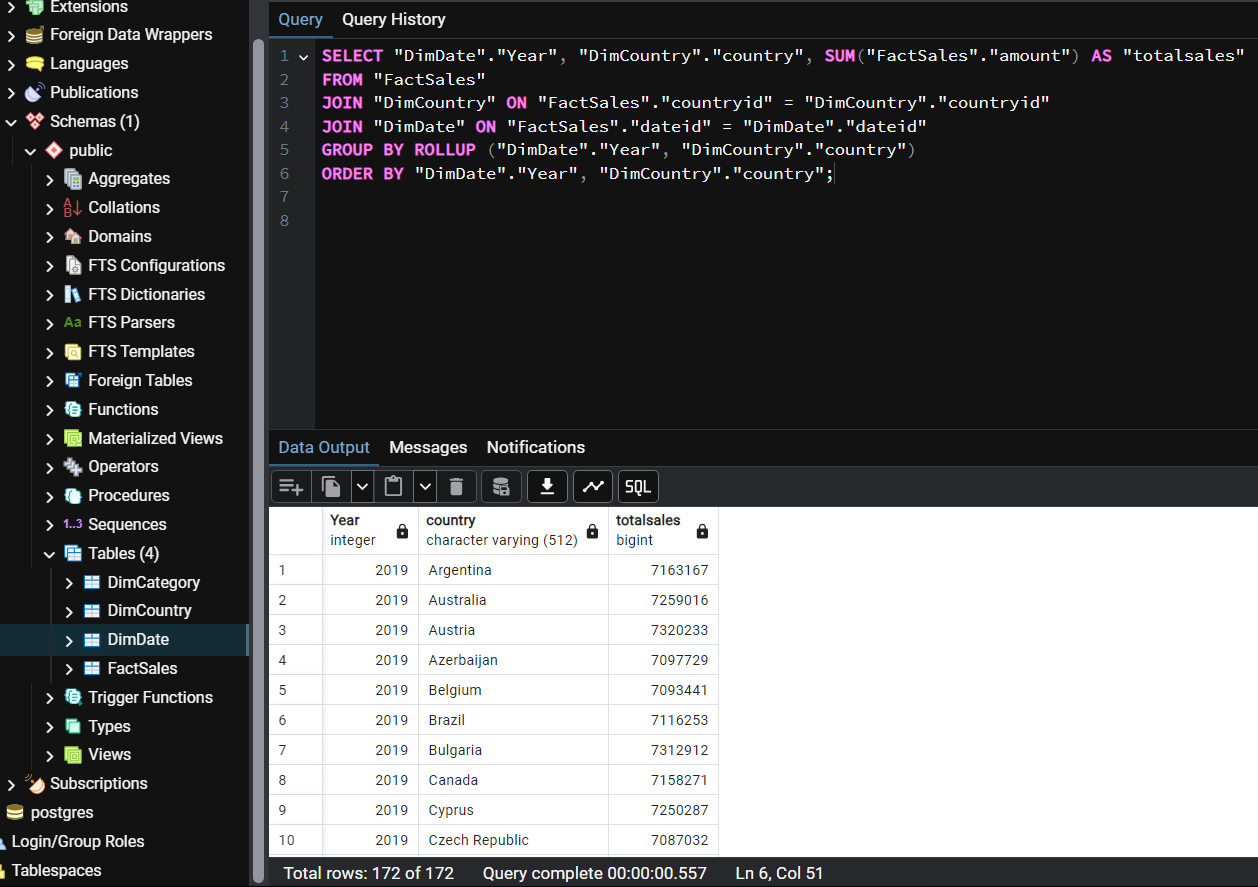 Extensions
Foreign Data Wrappers
Languages
Publications
Schemas (1)
public
Aggregates
Collations
Domains
FTS Configurations
FTS Dictionaries
Aa FTS Parsers
FTS Templates
Foreign Tables
Functions
Materialized Views
Operators
Procedures
1..3 Sequences
Tables (4)
DimCategory
DimCountry
DimDate
FactSales
Trigger Functions
Types
Views
Subscriptions
postgres
Login/Group Roles
Tablespaces
Query Query History
1 SELECT "DimDate"."Year", "DimCountry"."country", SUM("FactSales"."amount") AS "totalsales"
2 FROM "FactSales"
3 JOIN "DimCountry" ON "FactSales"."countryid" = "DimCountry"."countryid"
4 JOIN "DimDate" ON "FactSales"."dateid" = "DimDate"."dateid"
5 GROUP BY ROLLUP ("DimDate"."Year", "DimCountry"."country")
6 ORDER BY "DimDate"."Year", "DimCountry"."country";
7
8
Data Output Messages Notifications
SQL
Year country totalsales
integer character varying (512) bigint
1 2019 Argentina 7163167
2 2019 Australia 7259016
3 2019 Austria 7320233
4 2019 Azerbaijan 7097729
5 2019 Belgium 7093441
6 2019 Brazil 7116253
7 2019 Bulgaria 7312912
8 2019 Canada 7158271
9 2019 Cyprus 7250287
10 2019 Czech Republic 7087032
Total rows: 172 of 172 Query complete 00:00:00.557 Ln 6, Col 51